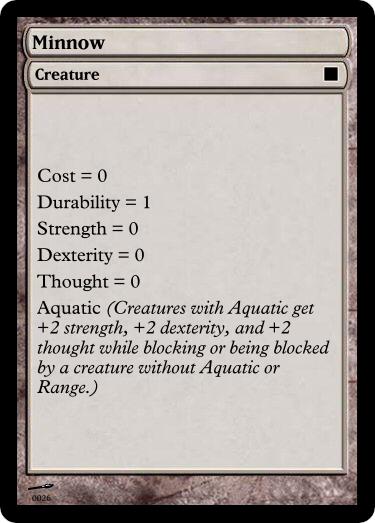 Minnow
Creature
Cost = 0
Durability = 1
Strength = 0
Dexterity = 0
Thought = 0
Aquatic (Creatures with Aquatic get
+2 strength, +2 dexterity, and +2
thought while blocking or being blocked
by a creature without Aquatic or
Range.)
0026